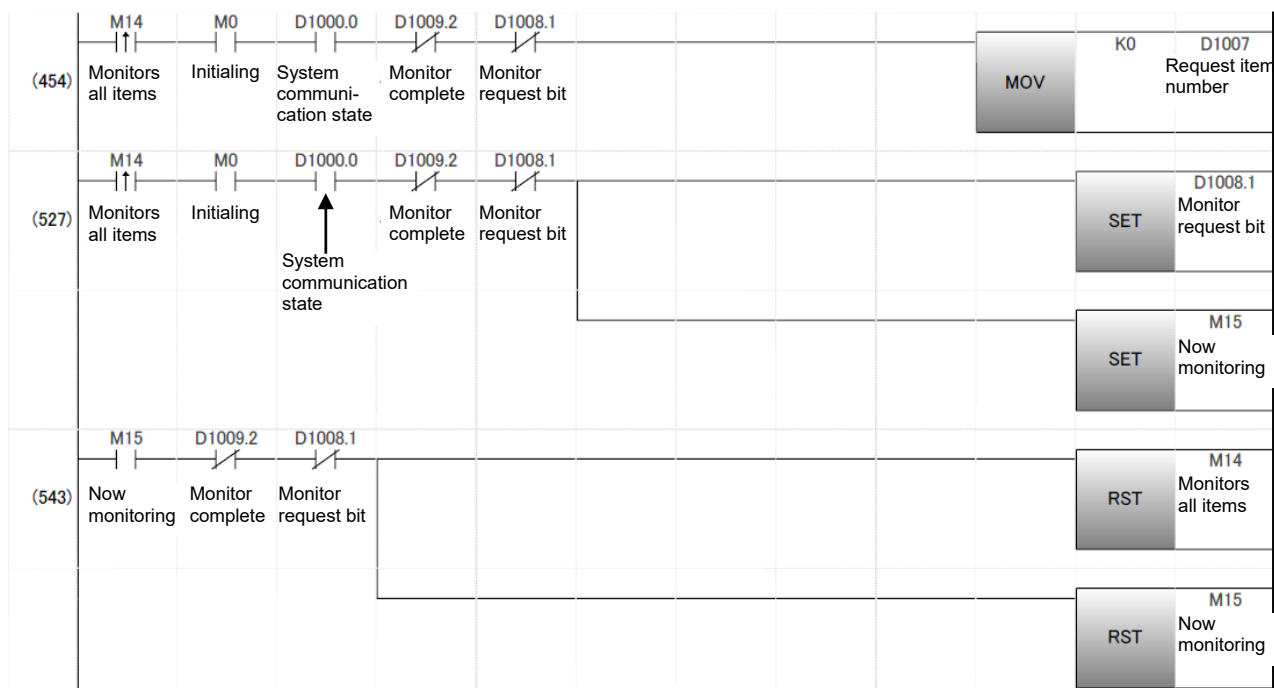 M14 M0 D1000.0 D1009.2 D1008.1
K0 D1007
(454)
Monitors
all items
Initialing
System
communi-
cation state
Monitor
complete
Monitor
request bit
MOV
Request item
number
M14 M0 D1000.0 D1009.2 D1008.1
D1008.1
(527)
Monitors
all items
Initialing
Monitor
complete
Monitor
request bit
SET
Monitor
request bit
System
communication
state
M15
SET
Now
monitoring
M15 D1009.2 D1008.1
M14
(543)
Now
monitoring
Monitor
complete
Monitor
request bit
RST
Monitors
all items
M15
RST
Now
monitoring